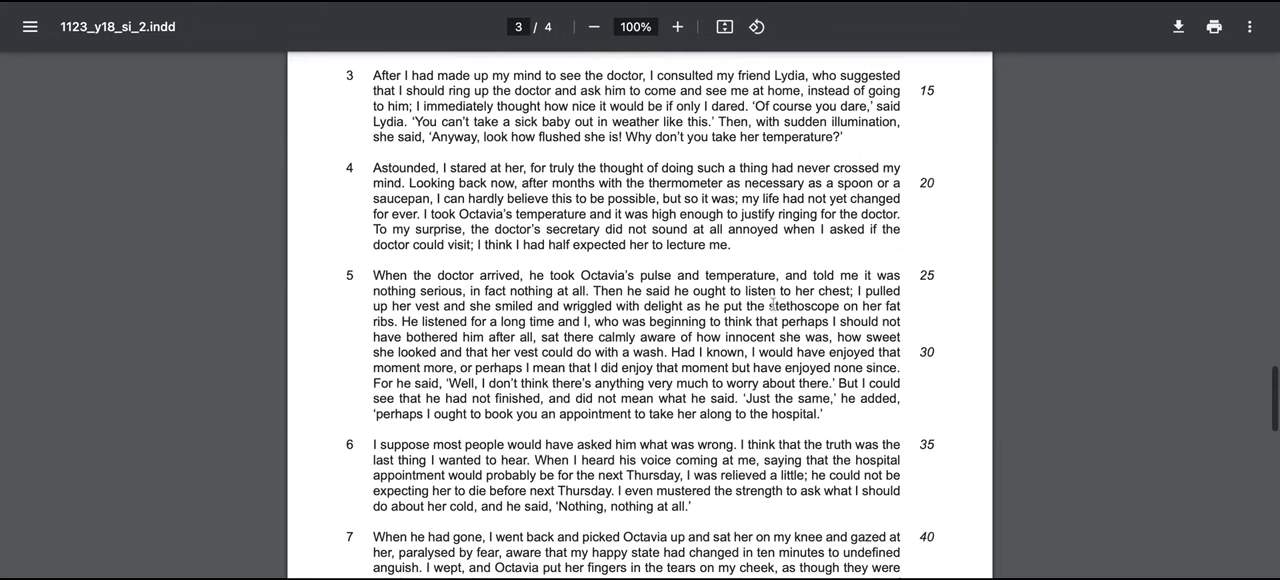 1123_y18_si_2.indd 3 / 4 100%
3 After I had made up my mind to see the doctor, I consulted my friend Lydia, who suggested
that I should ring up the doctor and ask him to come and see me at home, instead of going 15
to him; I immediately thought how nice it would be if only I dared. ‘Of course you dare,’ said
Lydia. ‘You can’t take a sick baby out in weather like this.’ Then, with sudden illumination,
she said, ‘Anyway, look how flushed she is! Why don’t you take her temperature?’
4 Astounded, I stared at her, for truly the thought of doing such a thing had never crossed my
mind. Looking back now, after months with the thermometer as necessary as a spoon or a 20
saucepan, I can hardly believe this to be possible, but so it was; my life had not yet changed
for ever. I took Octavia’s temperature and it was high enough to justify ringing for the doctor.
To my surprise, the doctor’s secretary did not sound at all annoyed when I asked if the
doctor could visit; I think I had half expected her to lecture me.
5 When the doctor arrived, he took Octavia’s pulse and temperature, and told me it was 25
nothing serious, in fact nothing at all. Then he said he ought to listen to her chest; I pulled
up her vest and she smiled and wriggled with delight as he put the stethoscope on her fat
ribs. He listened for a long time and I, who was beginning to think that perhaps I should not
have bothered him after all, sat there calmly aware of how innocent she was, how sweet
she looked and that her vest could do with a wash. Had I known, I would have enjoyed that 30
moment more, or perhaps I mean that I did enjoy that moment but have enjoyed none since.
For he said, ‘Well, I don’t think there’s anything very much to worry about there.’ But I could
see that he had not finished, and did not mean what he said. ‘Just the same,’ he added,
‘perhaps I ought to book you an appointment to take her along to the hospital.’
6 I suppose most people would have asked him what was wrong. I think that the truth was the 35
last thing I wanted to hear. When I heard his voice coming at me, saying that the hospital
appointment would probably be for the next Thursday, I was relieved a little; he could not be
expecting her to die before next Thursday. I even mustered the strength to ask what I should
do about her cold, and he said, ‘Nothing, nothing at all.’
7 When he had gone, I went back and picked Octavia up and sat her on my knee and gazed at 40
her, paralysed by fear, aware that my happy state had changed in ten minutes to undefined
anguish. I wept, and Octavia put her fingers in the tears on my cheek, as though they were